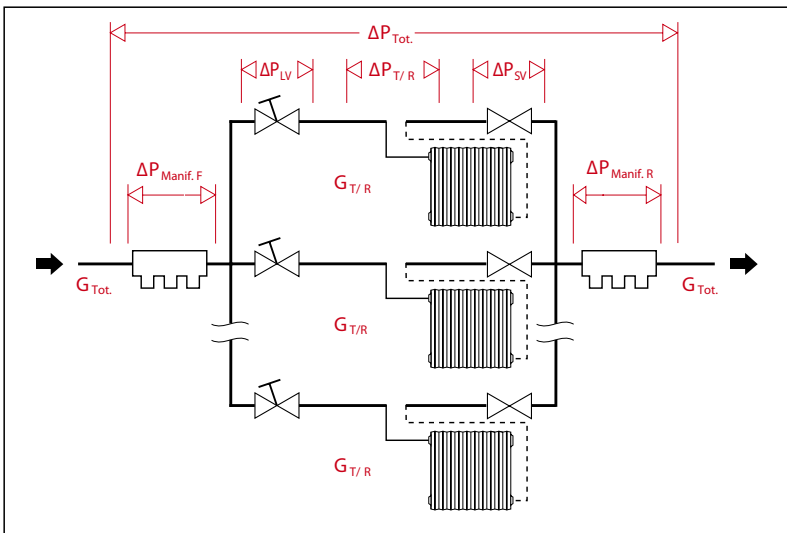 ΔP Tot.
ΔP LV ΔP T/ R ΔP SV
ΔP Manif. F ΔP Manif. R
G T/ R
G Tot. G Tot.
G T/R
G T/ R